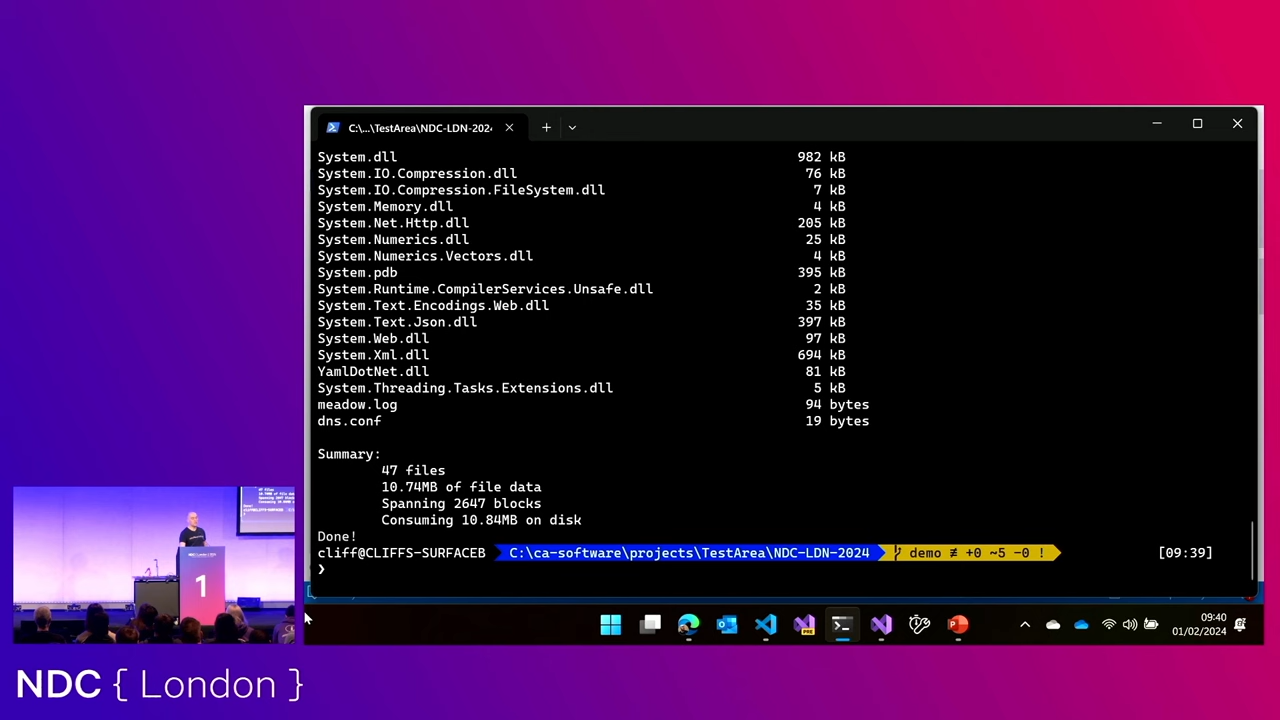 C:\...\TestArea\NDC-LDN-2024
System.dll 982 kB
System.IO.Compression.dll 76 kB
System.IO.Compression.FileSystem.dll 7 kB
System.Memory.dll 4 kB
System.Net.Http.dll 205 kB
System.Numerics.dll 25 kB
System.Numerics.Vectors.dll 4 kB
System.pdb 395 kB
System.Runtime.CompilerServices.Unsafe.dll 2 kB
System.Text.Encodings.Web.dll 35 kB
System.Text.Json.dll 397 kB
System.Web.dll 97 kB
System.Xml.dll 694 kB
YamlDotNet.dll 81 kB
System.Threading.Tasks.Extensions.dll 5 kB
meadow.log 94 bytes
dns.conf 19 bytes
Summary:
47 files
10.74MB of file data
Spanning 2647 blocks
Consuming 10.84MB on disk
Done!
cliff@CLIFFS-SURFACEB C:\ca-software\projects\TestArea\NDC-LDN-2024 demo ≢ +0 ~5 -0 ! [09:39]
❯
PRE
09:40
01/02/2024
1
NDC { London }